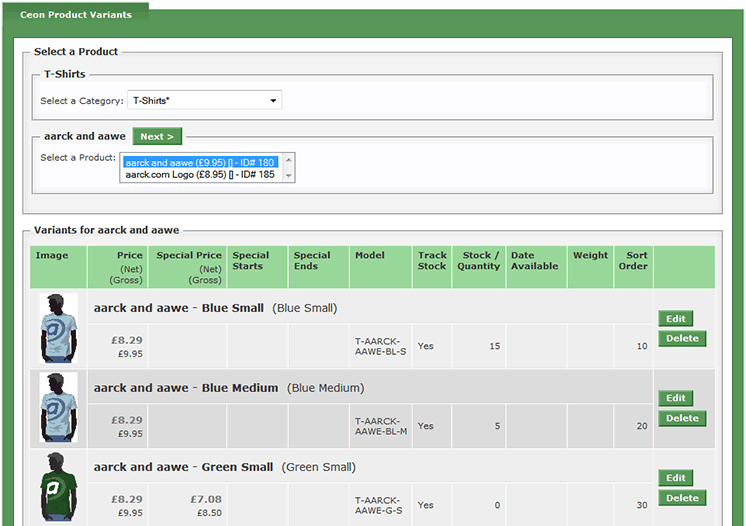 Ceon Product Variants
Select a Product
T-Shirts
Select a Category: T-Shirts*
aarck and aawe Next >
Select a Product: aarck and aawe (£9.95) [] - ID# 180
aarck.com Logo (£8.95) [] - ID# 185
Variants for aarck and aawe
Image Price Special Price Special Special Model Track Stock / Date Weight Sort
(Net) (Net) Starts Ends Stock Quantity Available Order
(Gross) (Gross)
aarck and aawe - Blue Small (Blue Small)
Edit
Delete
£8.29 T-AARCK-
£9.95 AAWE-BL-S Yes 15 10
aarck and aawe - Blue Medium (Blue Medium)
Edit
Delete
£8.29 T-AARCK-
£9.95 AAWE-BL-M Yes 5 20
aarck and aawe - Green Small (Green Small)
Edit
Delete
£8.29 £7.08 T-AARCK-
£9.95 £8.50 AAWE-G-S Yes 0 30